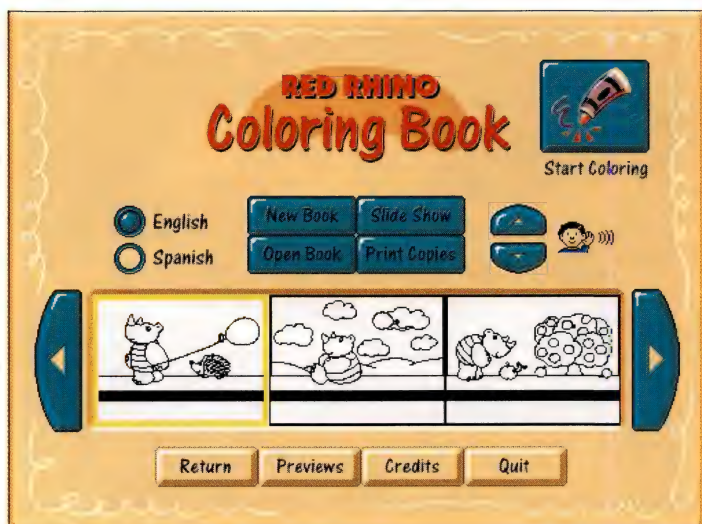 RED RHINO
Coloring Book
Start Coloring
English
New Book
Slide Show
Spanish
Open Book
Print Copies
Return
Previews
Credits
Quit